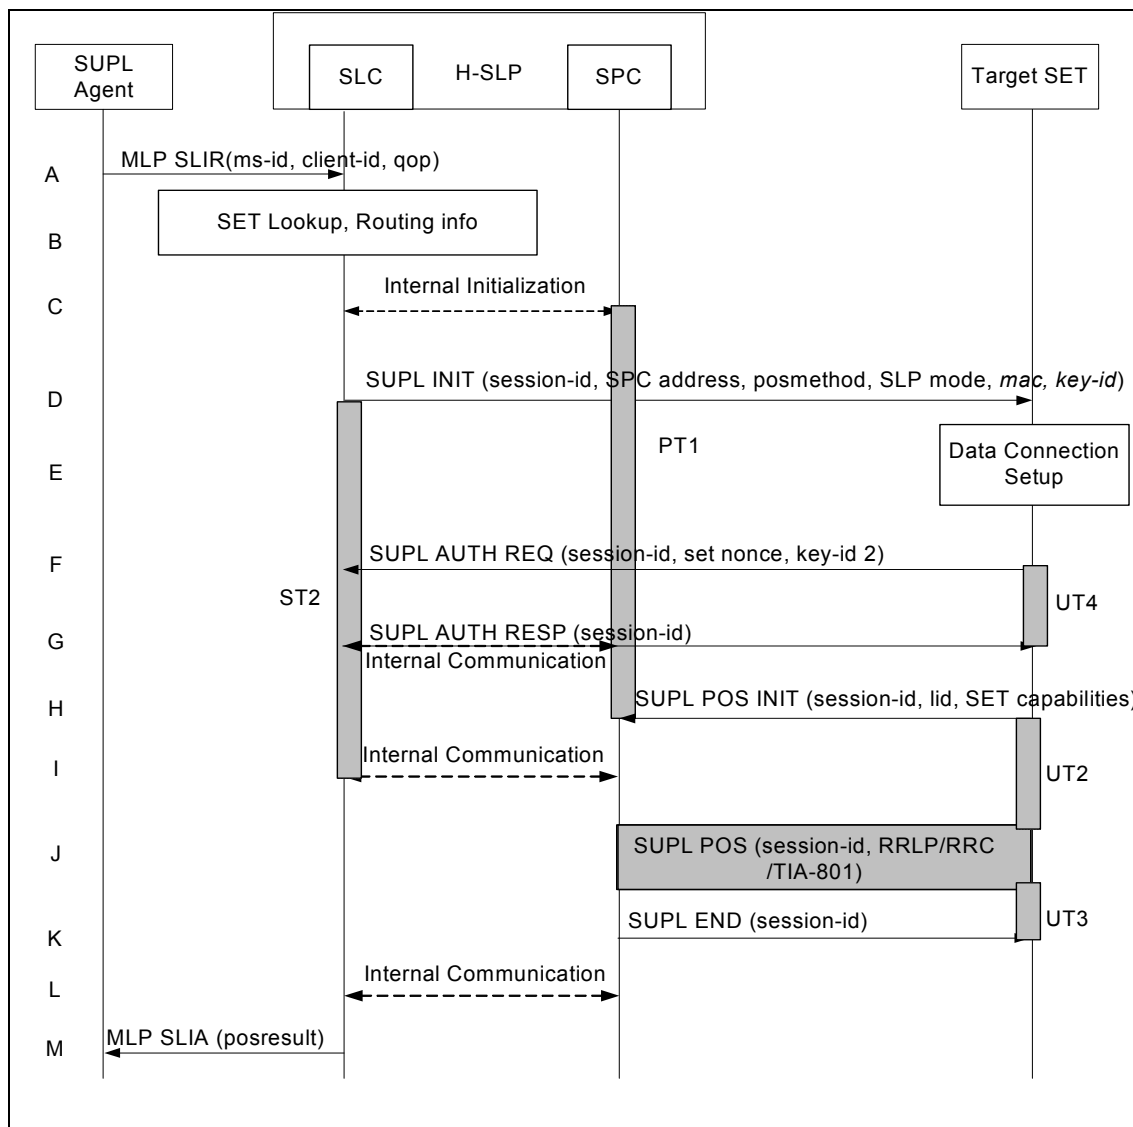 SUPL
Agent
SLC
H-SLP
SPC
Target SET
A
MLP SLIR(ms-id, client-id, qop)
B
SET Lookup, Routing info
C
Internal Initialization
D
SUPL INIT (session-id, SPC address, posmethod, SLP mode, mac, key-id)
E
PT1
Data Connection
Setup
F
SUPL AUTH REQ (session-id, set nonce, key-id 2)
ST2
UT4
G
SUPL AUTH RESP (session-id)
Internal Communication
H
SUPL POS INIT (session-id, lid, SET capabilities)
I
Internal Communication
UT2
J
SUPL POS (session-id, RRLP/RRC
/TIA-801)
K
SUPL END (session-id)
UT3
L
Internal Communication
M
MLP SLIA (posresult)